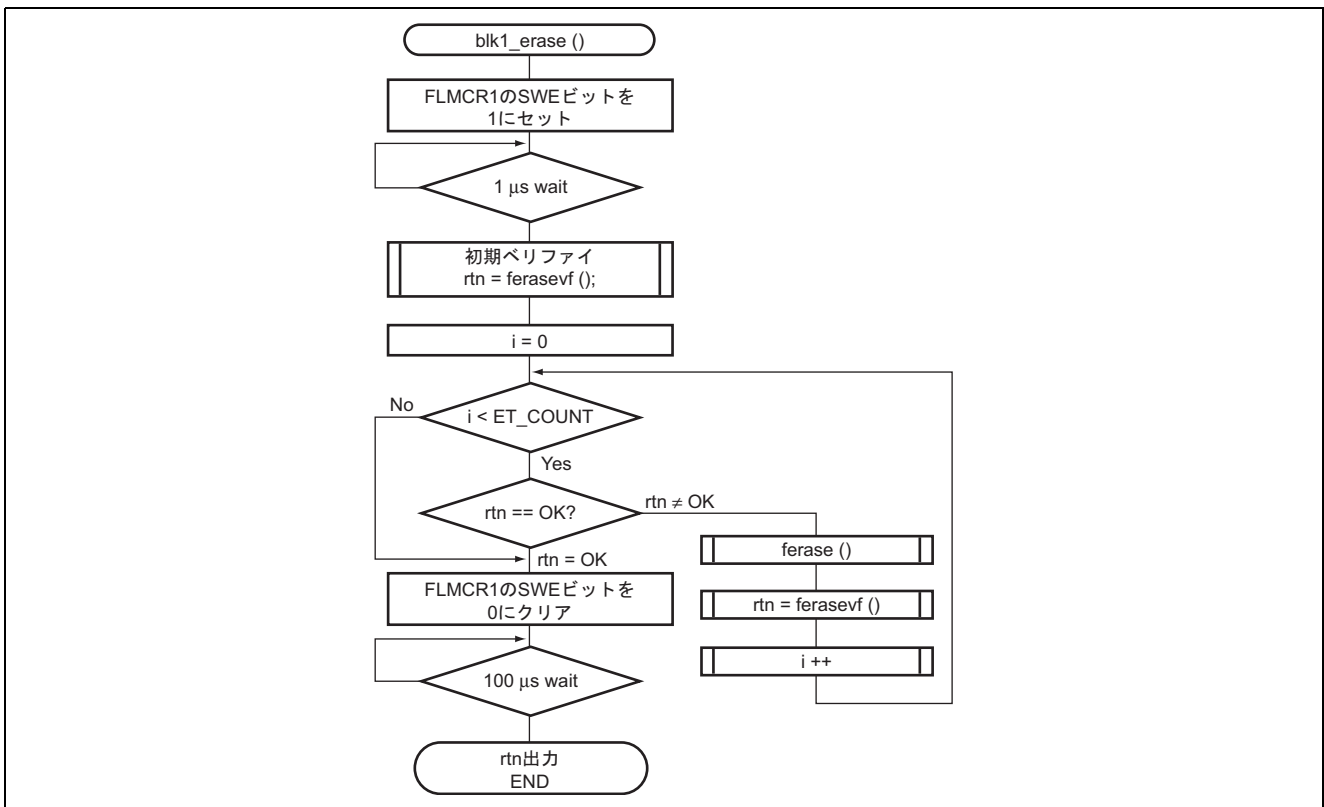 blk1_erase ()
FLMCR1のSWEビットを
1にセット
1 μs wait
初期ベリファイ
rtn = ferasevf ();
i = 0
i < ET_COUNT
No
Yes
rtn == OK?
rtn ≠ OK
ferase ()
rtn = ferasevf ()
i ++
rtn = OK
FLMCR1のSWEビットを
0にクリア
100 μs wait
rtn出力
END